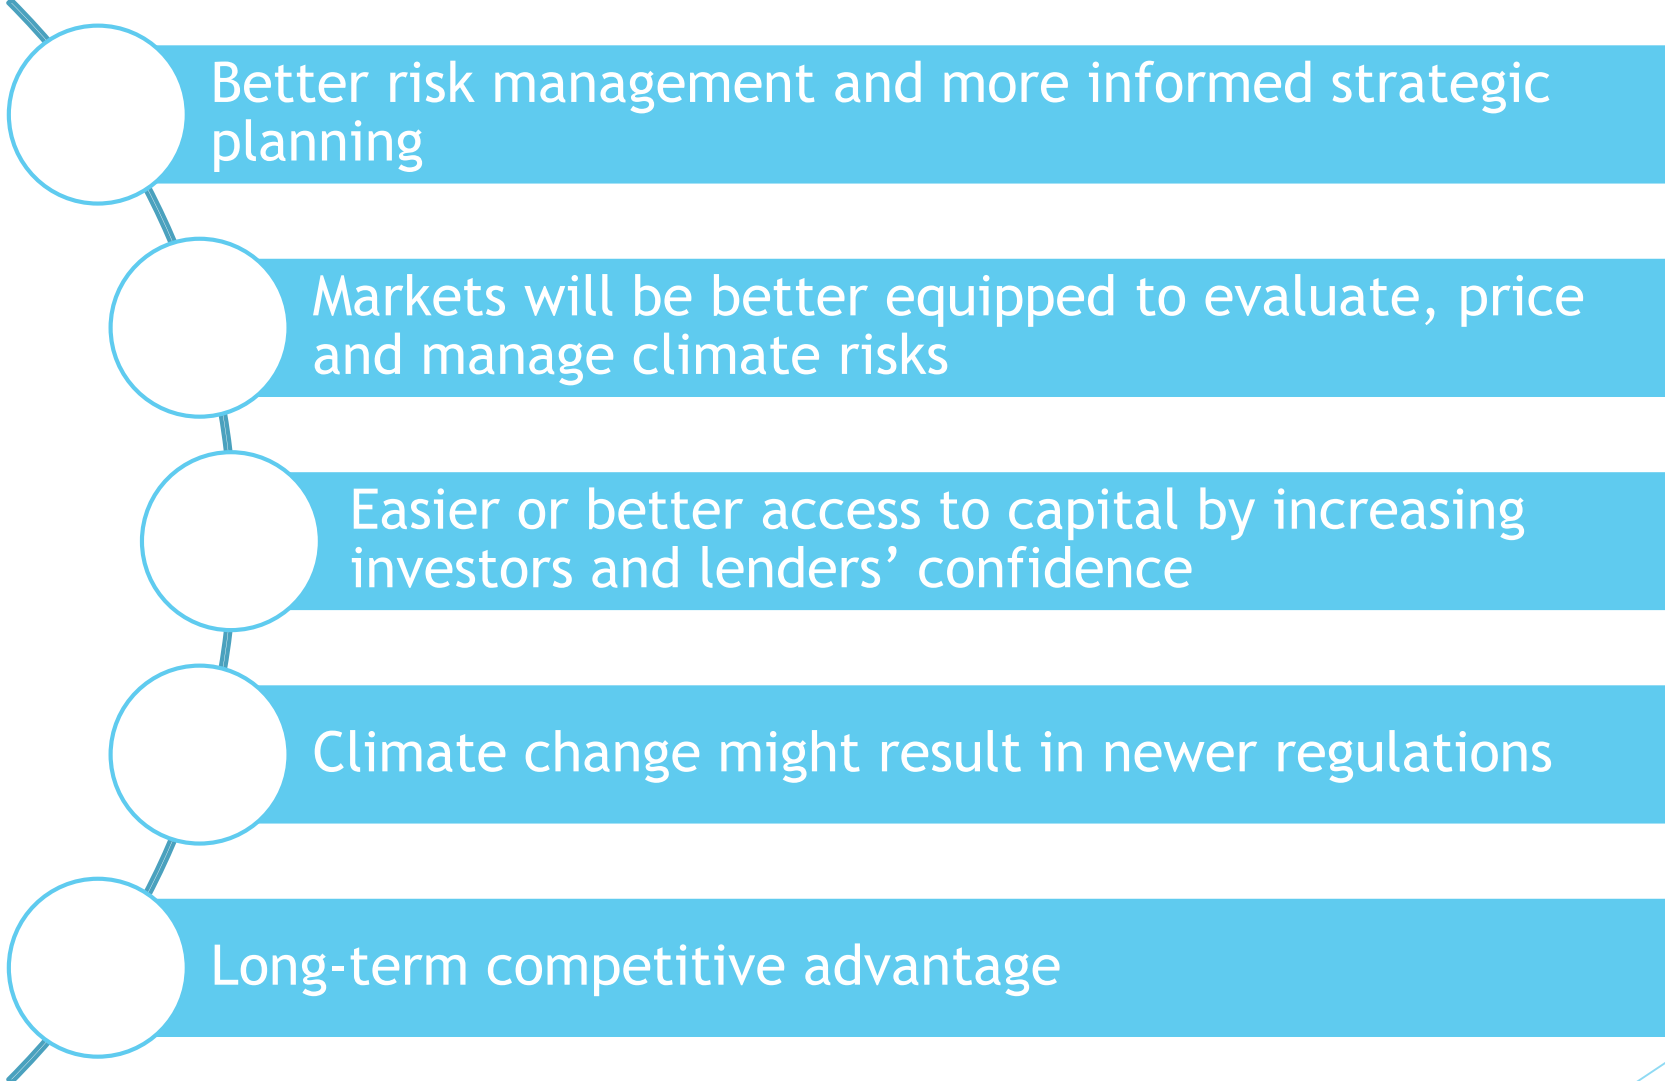 Better risk management and more informed strategic
planning
Markets will be better equipped to evaluate, price
and manage climate risks
Easier or better access to capital by increasing
investors and lenders’ confidence
Climate change might result in newer regulations
Long-term competitive advantage